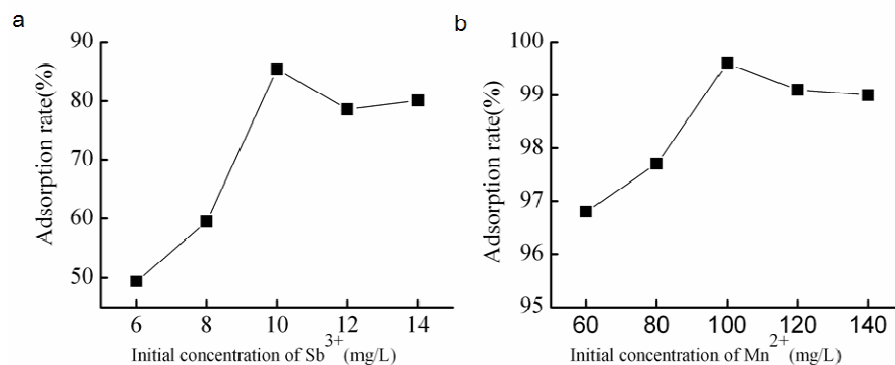 a
Adsorption rate(%)
90
80
70
60
50
6 8 10 12 14
Initial concentration of Sb³⁺(mg/L)
b
Adsorption rate(%)
100
99
98
97
96
95
60 80 100 120 140
Initial concentration of Mn²⁺(mg/L)